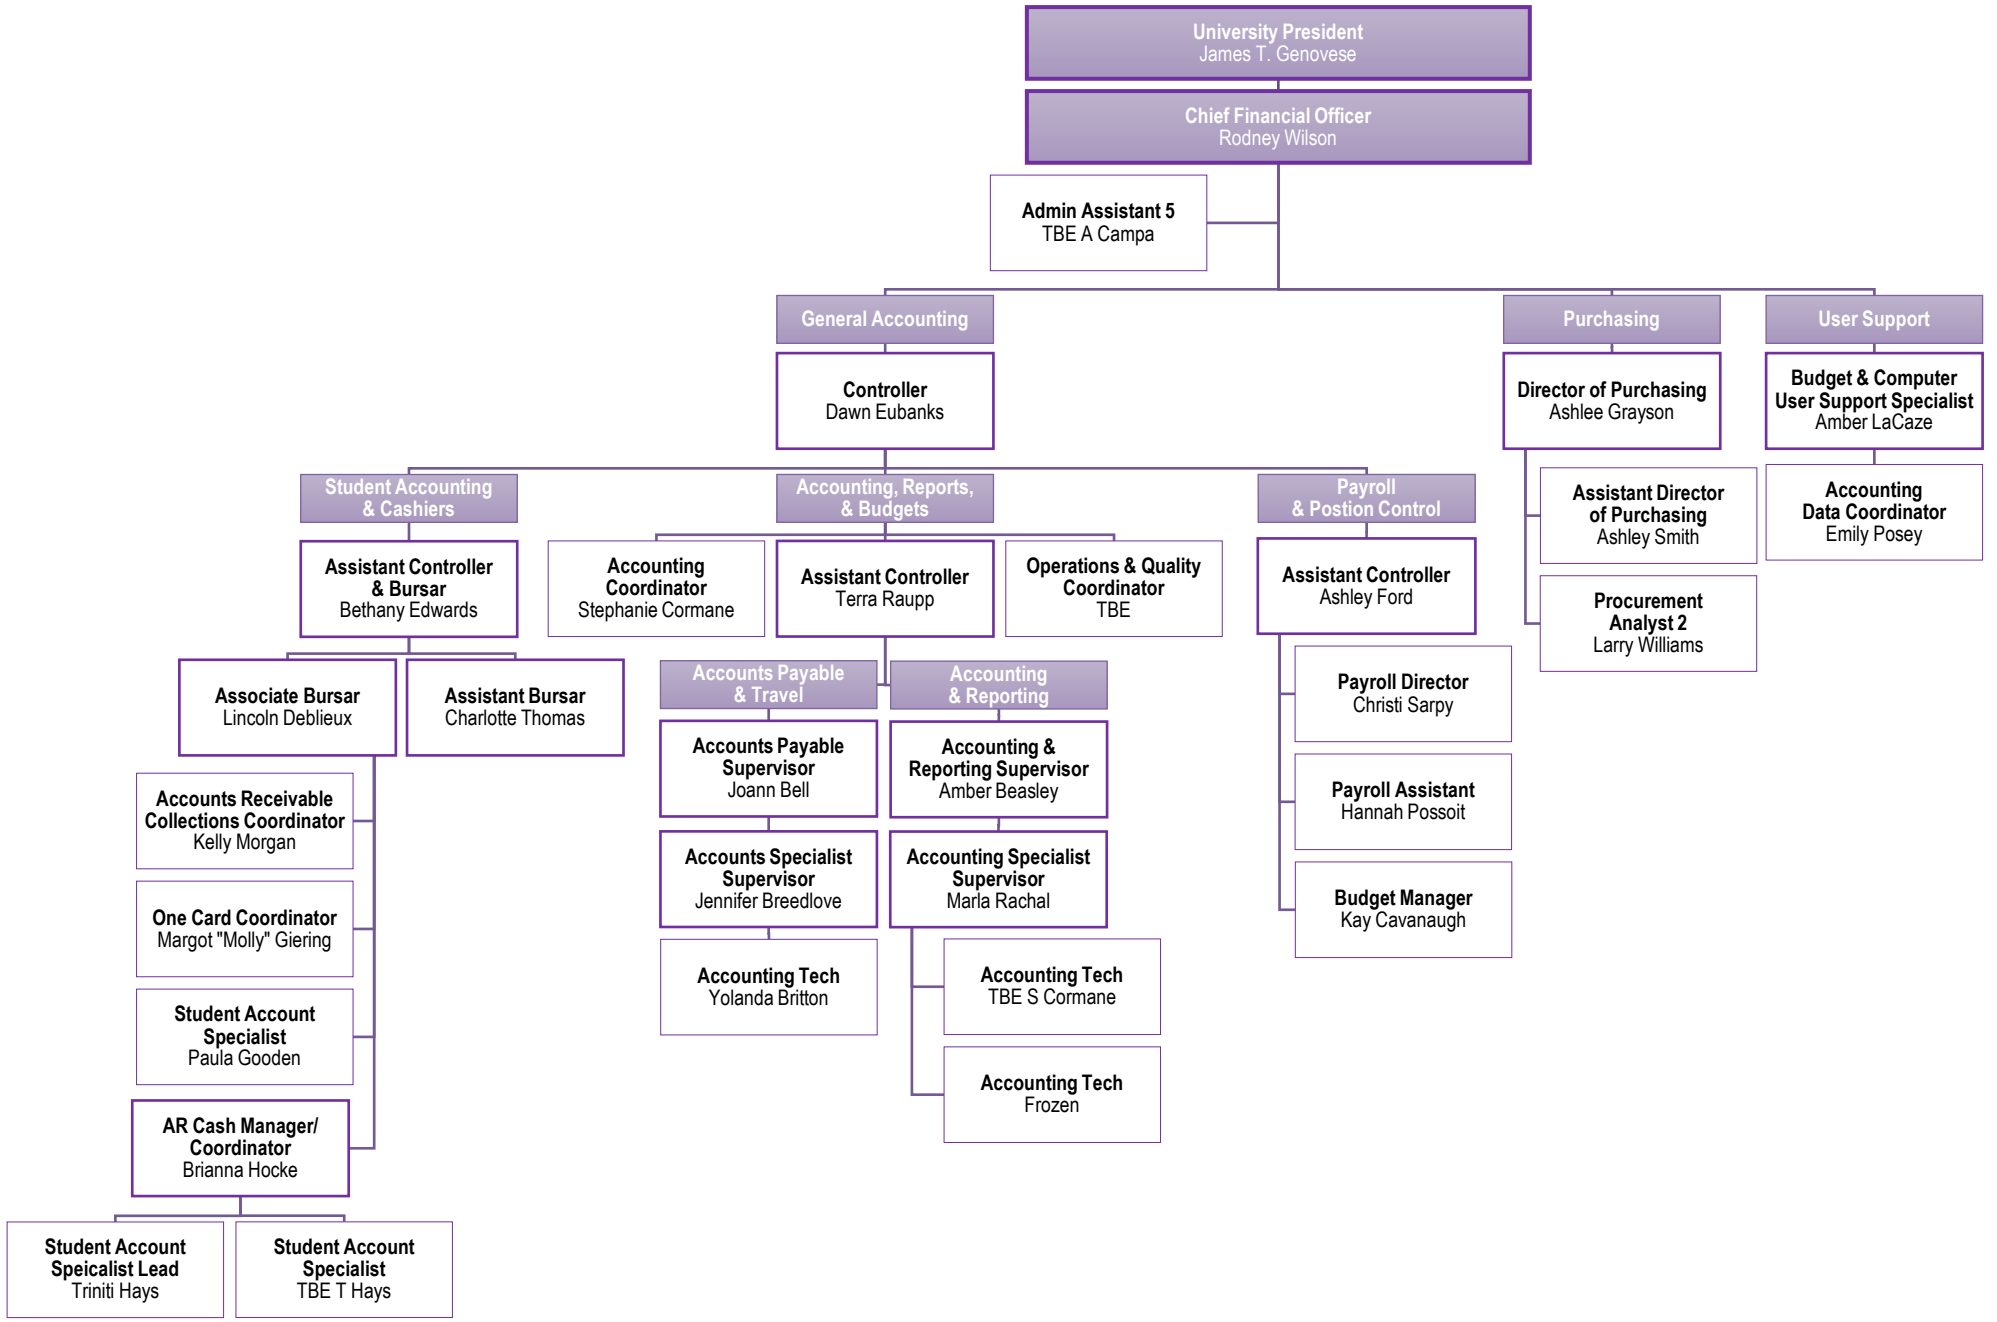 University President
James T. Genovese
Chief Financial Officer
Rodney Wilson
Admin Assistant 5
TBE A Campa
General Accounting
Purchasing
User Support
Controller
Dawn Eubanks
Director of Purchasing
Ashlee Grayson
Budget & Computer
User Support Specialist
Amber LaCaze
Student Accounting
& Cashiers
Accounting, Reports,
& Budgets
Payroll
& Postion Control
Assistant Director
of Purchasing
Ashley Smith
Accounting
Data Coordinator
Emily Posey
Assistant Controller
& Bursar
Bethany Edwards
Accounting
Coordinator
Stephanie Cormane
Assistant Controller
Terra Raupp
Operations & Quality
Coordinator
TBE
Assistant Controller
Ashley Ford
Procurement
Analyst 2
Larry Williams
Associate Bursar
Lincoln Deblieux
Assistant Bursar
Charlotte Thomas
Accounts Payable
& Travel
Accounting
& Reporting
Payroll Director
Christi Sarpy
Accounts Payable
Supervisor
Joann Bell
Accounting &
Reporting Supervisor
Amber Beasley
Payroll Assistant
Hannah Possoit
Accounts Receivable
Collections Coordinator
Kelly Morgan
Accounts Specialist
Supervisor
Jennifer Breedlove
Accounting Specialist
Supervisor
Marla Rachal
Budget Manager
Kay Cavanaugh
One Card Coordinator
Margot "Molly" Giering
Accounting Tech
Yolanda Britton
Accounting Tech
TBE S Cormane
Student Account
Specialist
Paula Gooden
Accounting Tech
Frozen
AR Cash Manager/
Coordinator
Brianna Hocke
Student Account
Speicalist Lead
Triniti Hays
Student Account
Specialist
TBE T Hays